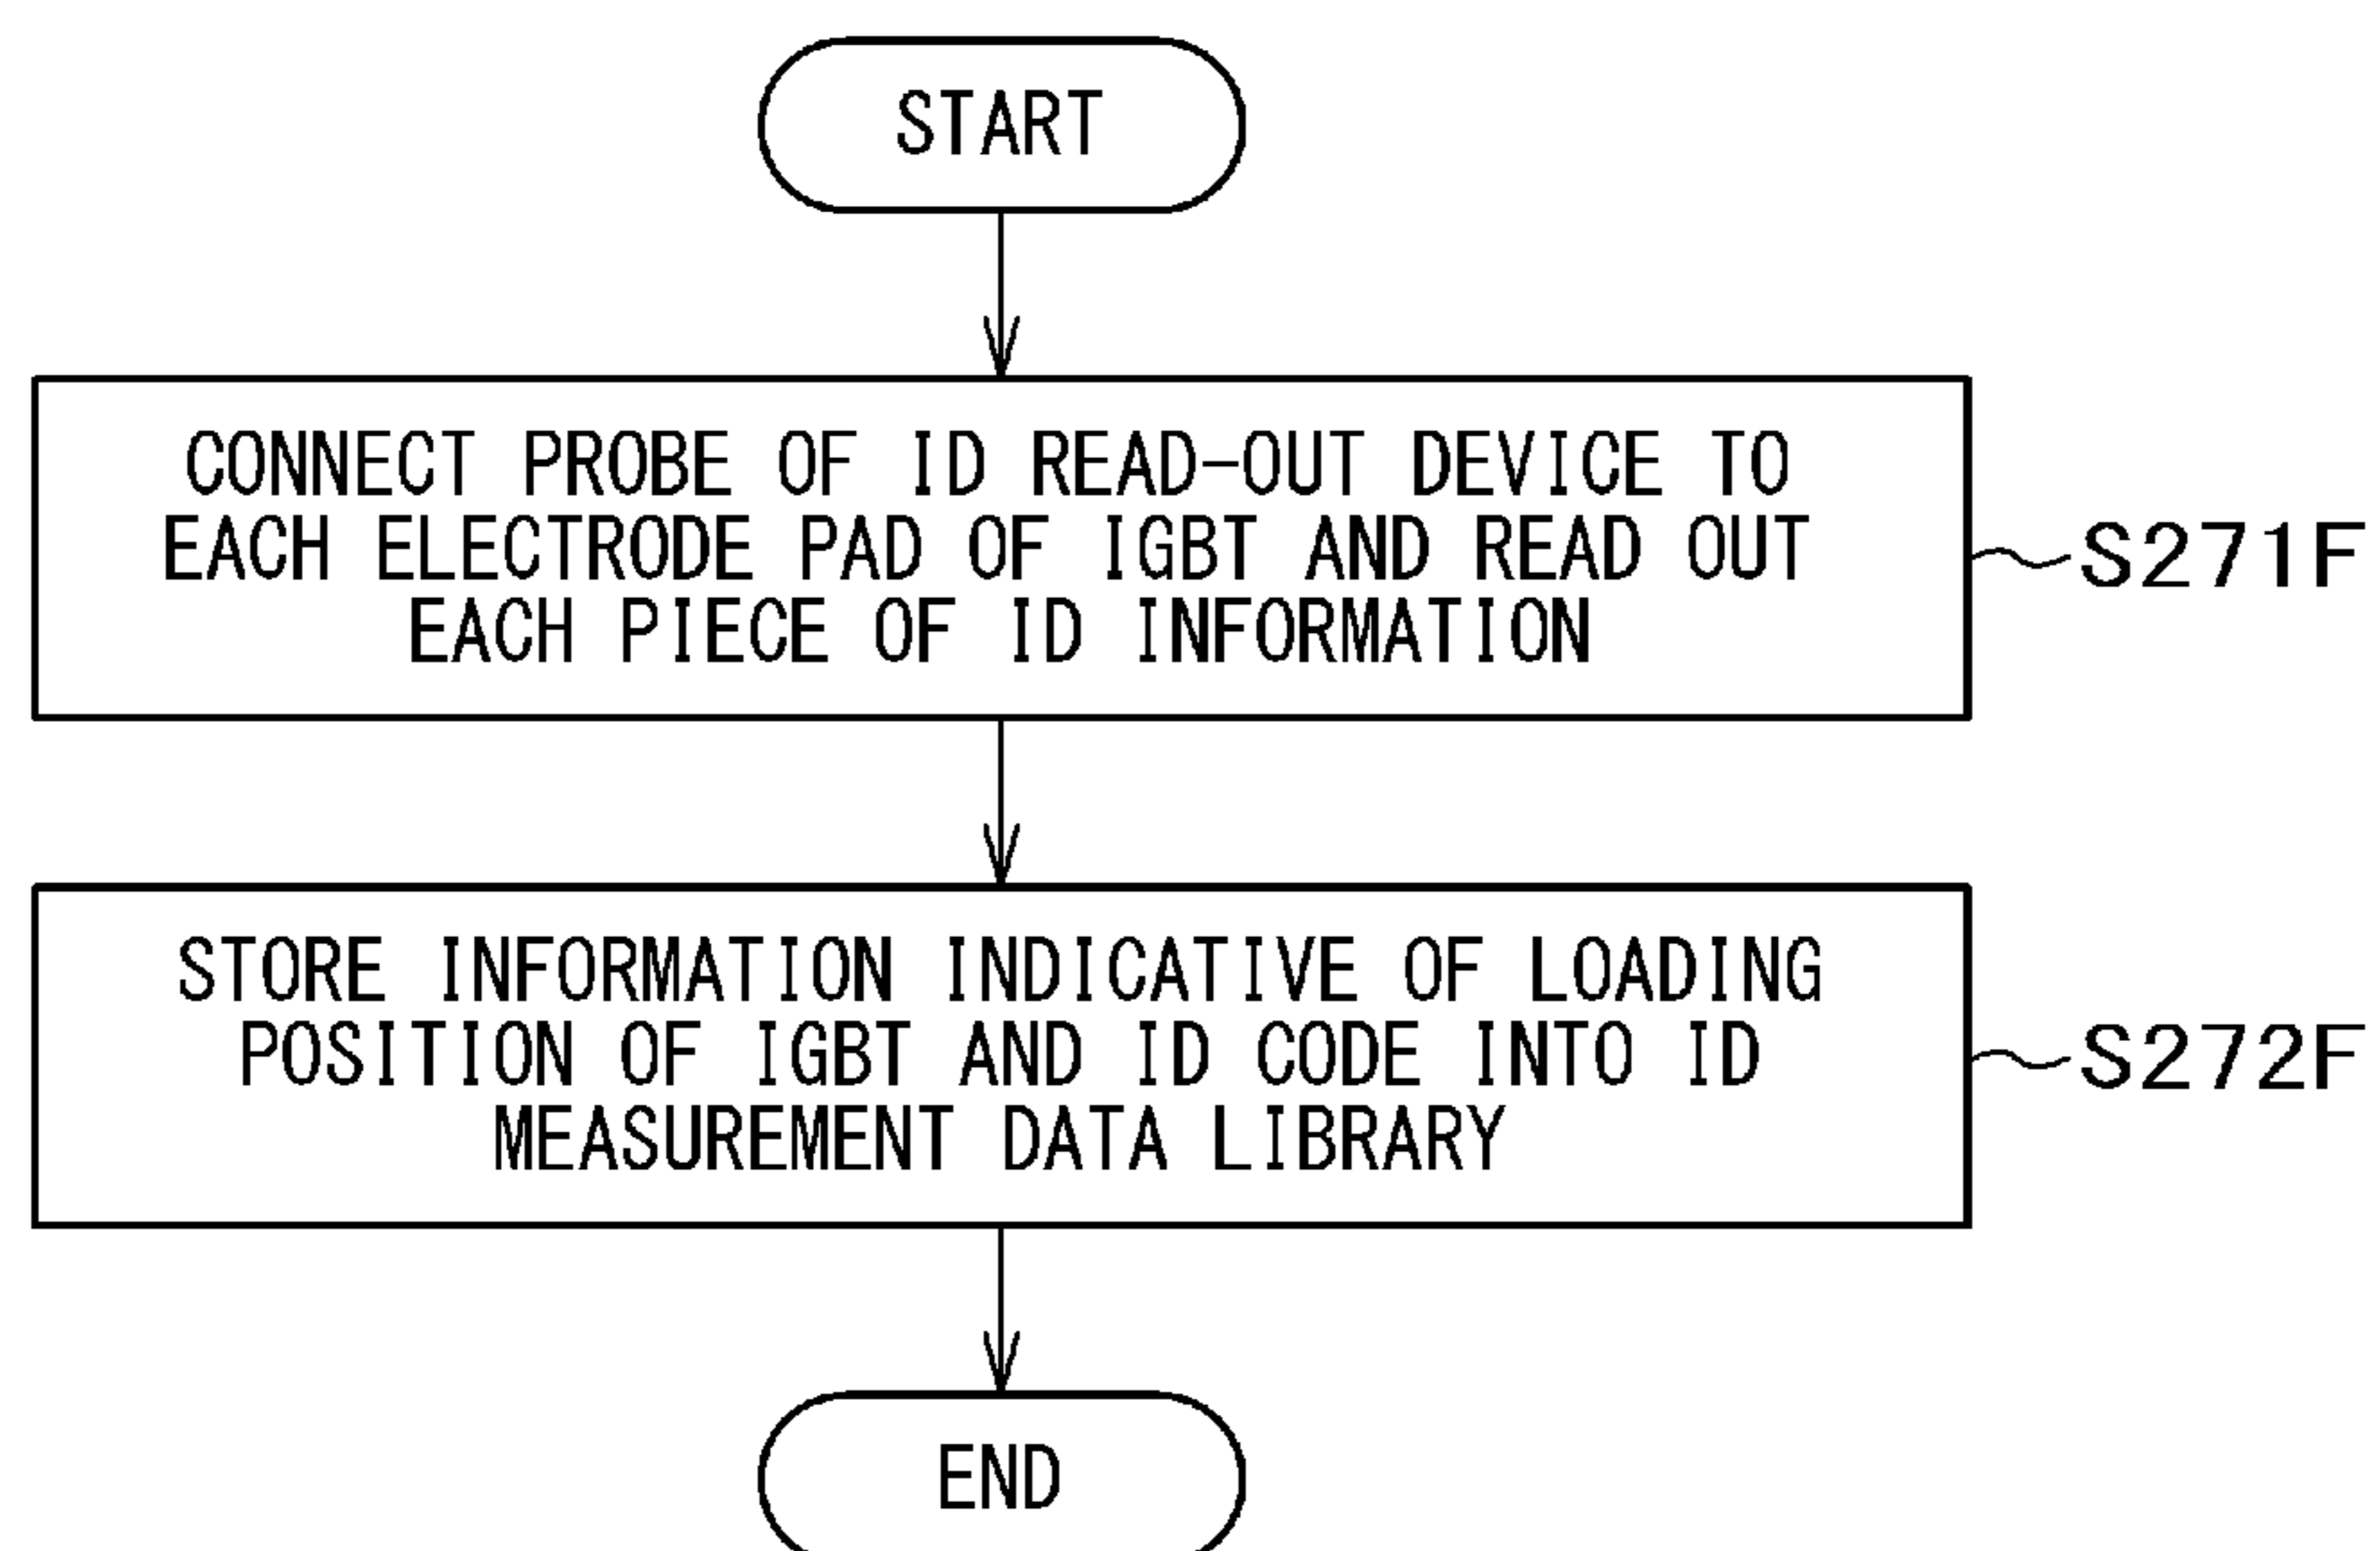 START
CONNECT PROBE OF ID READ-OUT DEVICE TO
EACH ELECTRODE PAD OF IGBT AND READ OUT
EACH PIECE OF ID INFORMATION
S271F
STORE INFORMATION INDICATIVE OF LOADING
POSITION OF IGBT AND ID CODE INTO ID
MEASUREMENT DATA LIBRARY
S272F
END